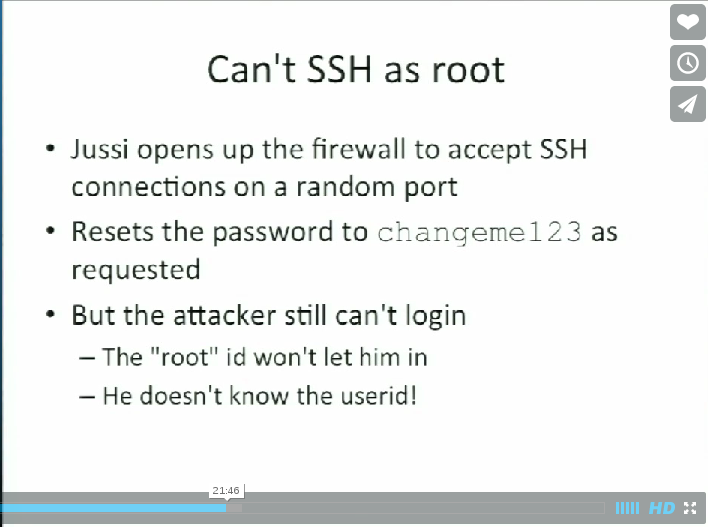 Can't SSH as root
• Jussi opens up the firewall to accept SSH
connections on a random port
• Resets the password to changeme123 as
requested
• But the attacker still can't login
– The "root" id won't let him in
– He doesn't know the userid!
21:46
HD